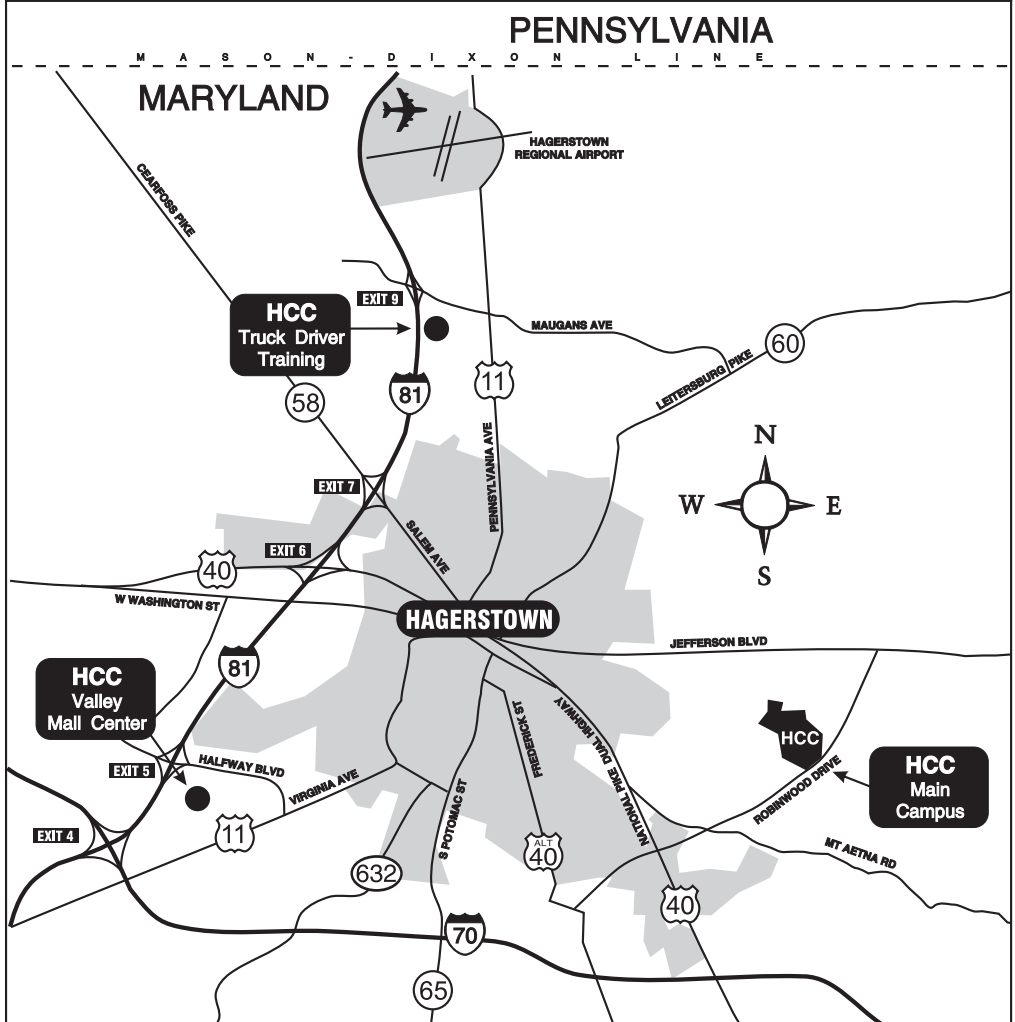 PENNSYLVANIA
MASON-DIXON LINE
MARYLAND
HAGERSTOWN
REGIONAL AIRPORT
CEARFOSS PIKE
EXIT 9
HCC
Truck Driver
Training
MAUGANS AVE
60
LEITERSBURG PIKE
11
81
58
PENNSYLVANIA AVE
N
W
E
S
EXIT 7
SALEM AVE
EXIT 6
40
W WASHINGTON ST
HAGERSTOWN
JEFFERSON BLVD
81
HCC
Valley
Mall Center
EXIT 5
HALFWAY BLVD
VIRGINIA AVE
FREDERICK ST
NATIONAL PIKE DUAL HIGHWAY
HCC
ROBINWOOD DRIVE
HCC
Main
Campus
EXIT 4
11
S POTOMAC ST
ALT
40
MT AETNA RD
632
40
70
65